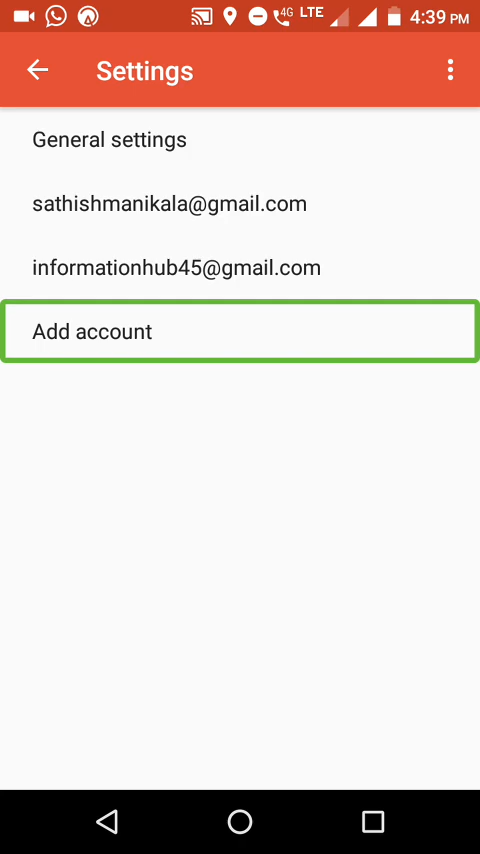 4G LTE 4:39 PM
Settings
General settings
sathishmanikala@gmail.com
informationhub45@gmail.com
Add account